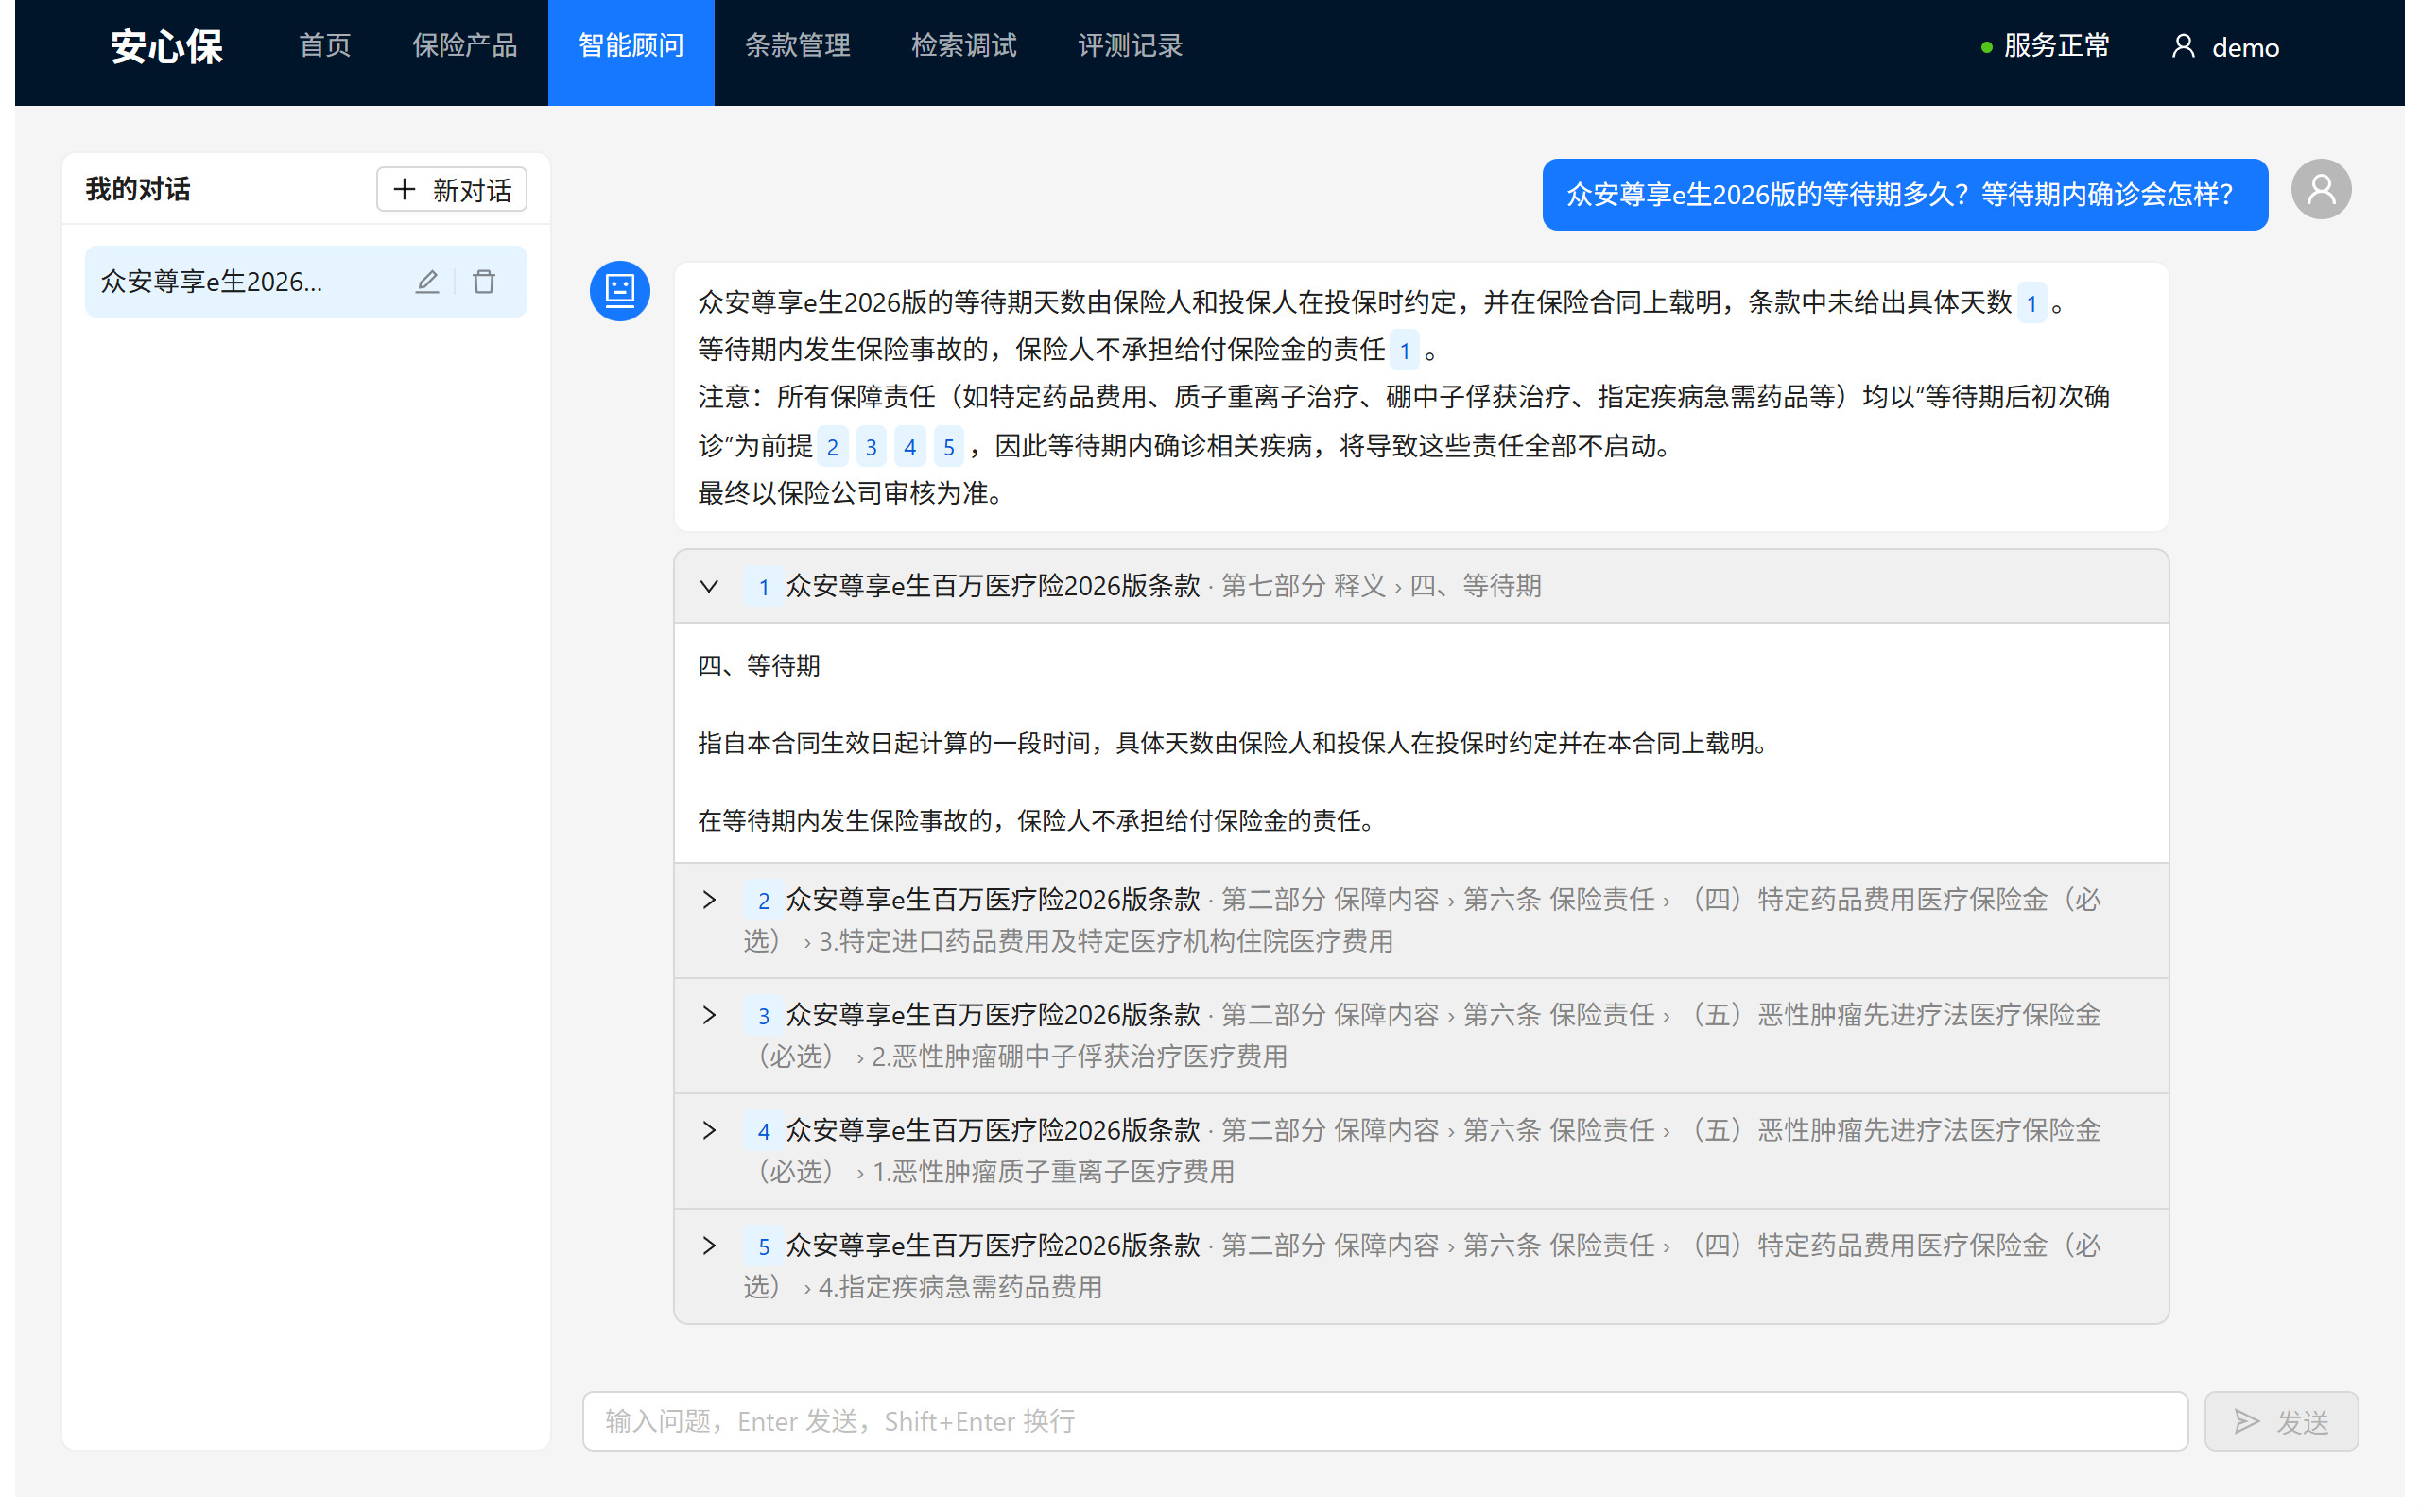 安心保 首页 保险产品 智能顾问 条款管理 检索调试 评测记录 服务正常 demo
我的对话 新对话
众安尊享e生2026...
众安尊享e生2026版的等待期多久？等待期内确诊会怎样？
众安尊享e生2026版的等待期天数由保险人和投保人在投保时约定，并在保险合同上载明，条款中未给出具体天数 1 。
等待期内发生保险事故的，保险人不承担给付保险金的责任 1 。
注意：所有保障责任（如特定药品费用、质子重离子治疗、硼中子俘获治疗、指定疾病急需药品等）均以“等待期后初次确
诊”为前提 2 3 4 5 ，因此等待期内确诊相关疾病，将导致这些责任全部不启动。
最终以保险公司审核为准。
1 众安尊享e生百万医疗险2026版条款 · 第七部分 释义 › 四、等待期
四、等待期
指自本合同生效日起计算的一段时间，具体天数由保险人和投保人在投保时约定并在本合同上载明。
在等待期内发生保险事故的，保险人不承担给付保险金的责任。
2 众安尊享e生百万医疗险2026版条款 · 第二部分 保障内容 › 第六条 保险责任 › （四）特定药品费用医疗保险金（必
选） › 3.特定进口药品费用及特定医疗机构住院医疗费用
3 众安尊享e生百万医疗险2026版条款 · 第二部分 保障内容 › 第六条 保险责任 › （五）恶性肿瘤先进疗法医疗保险金
（必选） › 2.恶性肿瘤硼中子俘获治疗医疗费用
4 众安尊享e生百万医疗险2026版条款 · 第二部分 保障内容 › 第六条 保险责任 › （五）恶性肿瘤先进疗法医疗保险金
（必选） › 1.恶性肿瘤质子重离子医疗费用
5 众安尊享e生百万医疗险2026版条款 · 第二部分 保障内容 › 第六条 保险责任 › （四）特定药品费用医疗保险金（必
选） › 4.指定疾病急需药品费用
输入问题，Enter 发送，Shift+Enter 换行 发送